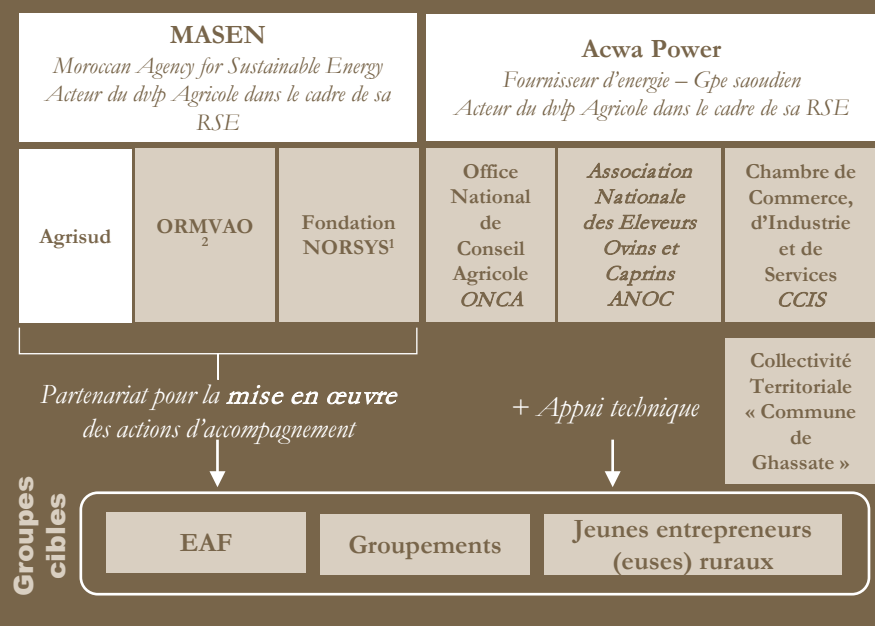 MASEN
Moroccan Agency for Sustainable Energy
Acteur du dvlp Agricole dans le cadre de sa
RSE
Acwa Power
Fournisseur d'energie – Gpe saoudien
Acteur du dvlp Agricole dans le cadre de sa RSE
Agrisud
ORMVAO
2
Fondation
NORSYS¹
Office
National
de
Conseil
Agricole
ONCA
Association
Nationale
des Eleveurs
Ovins et
Caprins
ANOC
Chambre de
Commerce,
d'Industrie
et de
Services
CCIS
Collectivité
Territoriale
« Commune
de
Ghassate »
Partenariat pour la mise en œuvre
des actions d'accompagnement
+ Appui technique
Groupes
cibles
EAF
Groupements
Jeunes entrepreneurs
(euses) ruraux